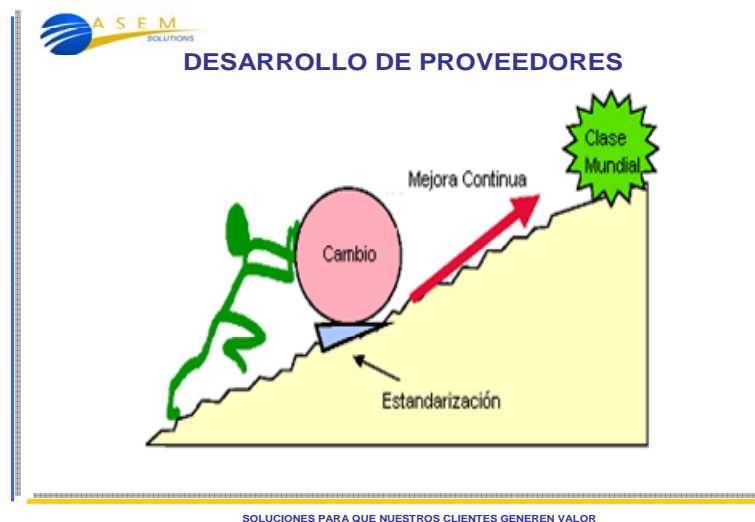 ASEM
SOLUTIONS
DESARROLLO DE PROVEEDORES
Clase
Mundial
Mejora Continua
Cambio
Estandarización
SOLUCIONES PARA QUE NUESTROS CLIENTES GENEREN VALOR